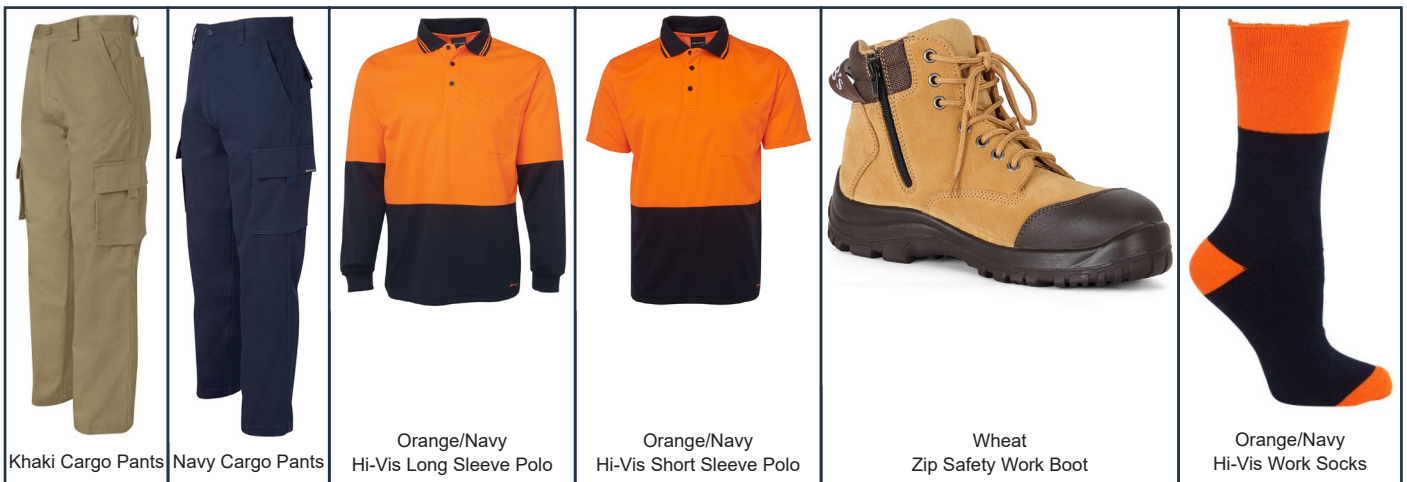 Khaki Cargo Pants
Navy Cargo Pants
Orange/Navy
Hi-Vis Long Sleeve Polo
Orange/Navy
Hi-Vis Short Sleeve Polo
Wheat
Zip Safety Work Boot
Orange/Navy
Hi-Vis Work Socks